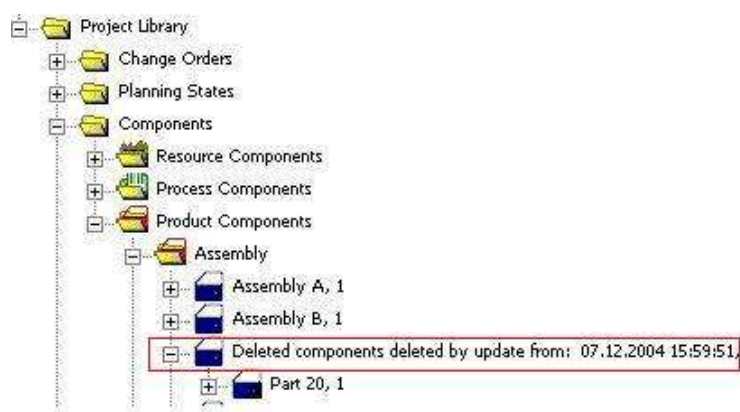 Project Library
Change Orders
Planning States
Components
Resource Components
Process Components
Product Components
Assembly
Assembly A, 1
Assembly B, 1
Deleted components deleted by update from: 07.12.2004 15:59:51,
Part 20, 1